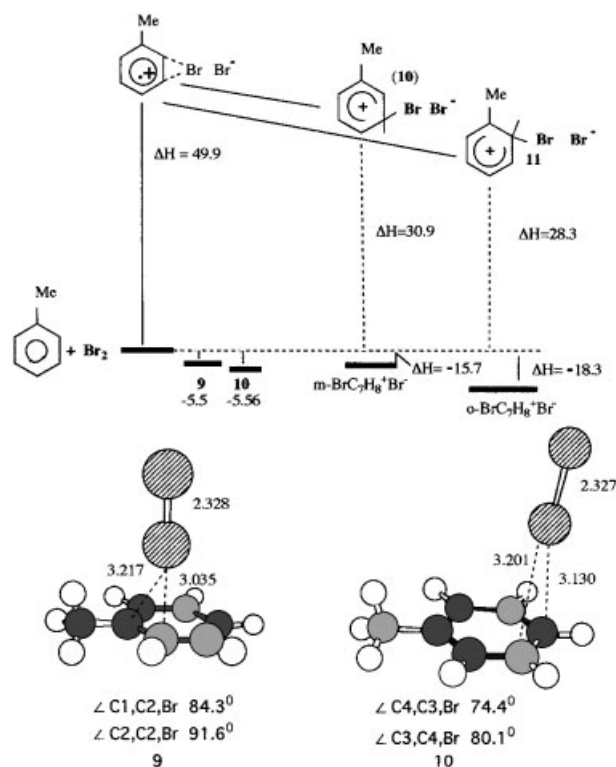 Me
Me
(10)
Br Br⁻
Br Br⁻
Me
Br Br⁻
11
ΔH = 49.9
ΔH=30.9
ΔH=28.3
Me
+ Br₂
9
-5.5
10
-5.56
m-BrC₇H₈⁺Br⁻
ΔH= -15.7
o-BrC₇H₈⁺Br⁻
ΔH= -18.3
2.328
2.327
3.217
3.035
3.201
3.130
∠ C1,C2,Br 84.3⁰
∠ C2,C2,Br 91.6⁰
9
∠ C4,C3,Br 74.4⁰
∠ C3,C4,Br 80.1⁰
10